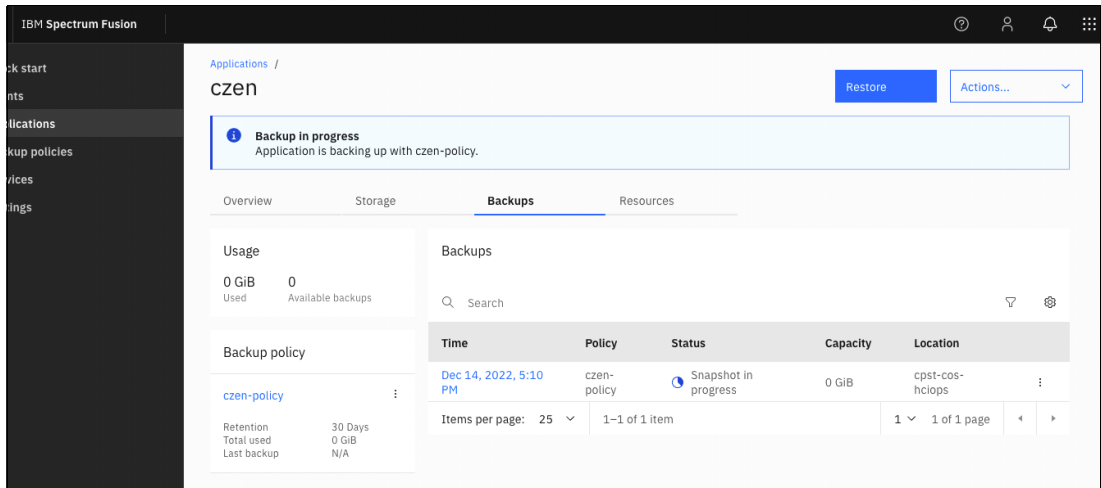 IBM Spectrum Fusion
ck start
nts
lications
kup policies
vices
tings
Applications /
czen
Restore
Actions...
Backup in progress
Application is backing up with czen-policy.
Overview Storage Backups Resources
Usage
0 GiB 0
Used Available backups
Backup policy
czen-policy
Retention 30 Days
Total used 0 GiB
Last backup N/A
Backups
Search
Time Policy Status Capacity Location
Dec 14, 2022, 5:10 czen- Snapshot in 0 GiB cpst-cos-
PM policy progress hciops
Items per page: 25 1–1 of 1 item 1 1 of 1 page